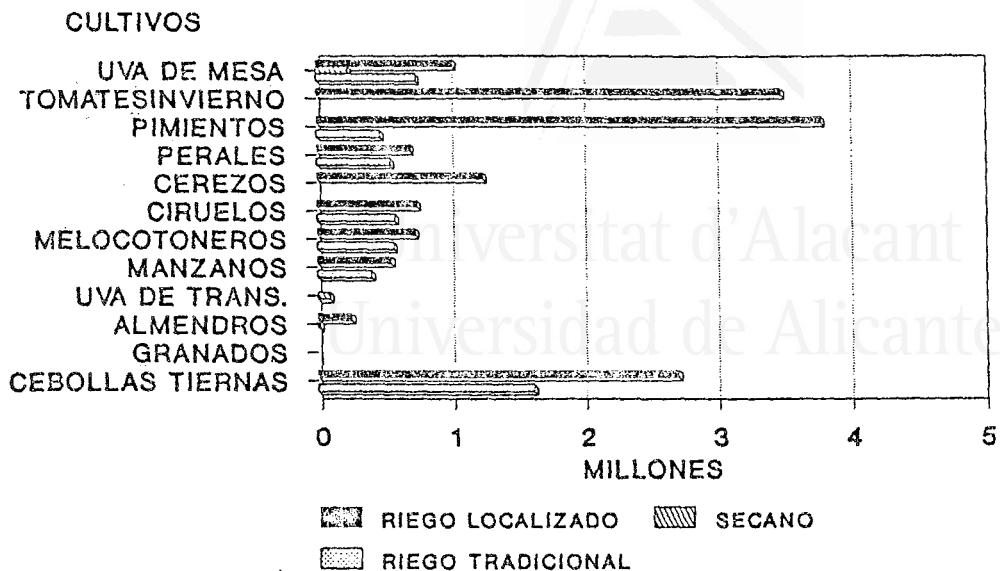 CULTIVOS
UVA DE MESA
TOMATESINVIERNO
PIMIENTOS
PERALES
CEREZOS
CIRUELOS
MELOCOTONEROS
MANZANOS
UVA DE TRANS.
ALMENDROS
GRANADOS
CEBOLLAS TIERNAS
0 1 2 3 4 5
MILLONES
RIEGO LOCALIZADO SECANO
RIEGO TRADICIONAL
Universitat d'Alacant
Universidad de Alicante